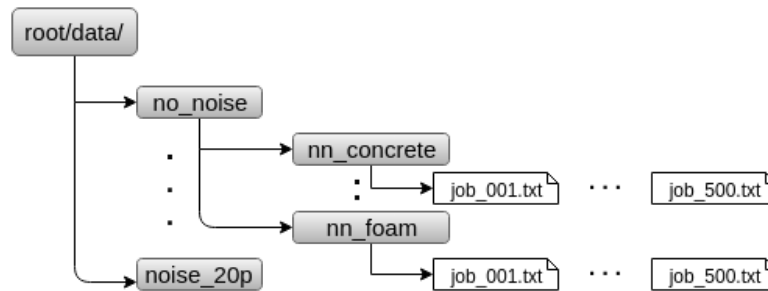 root/data/
no_noise
nn_concrete
job_001.txt ... job_500.txt
nn_foam
noise_20p
job_001.txt ... job_500.txt